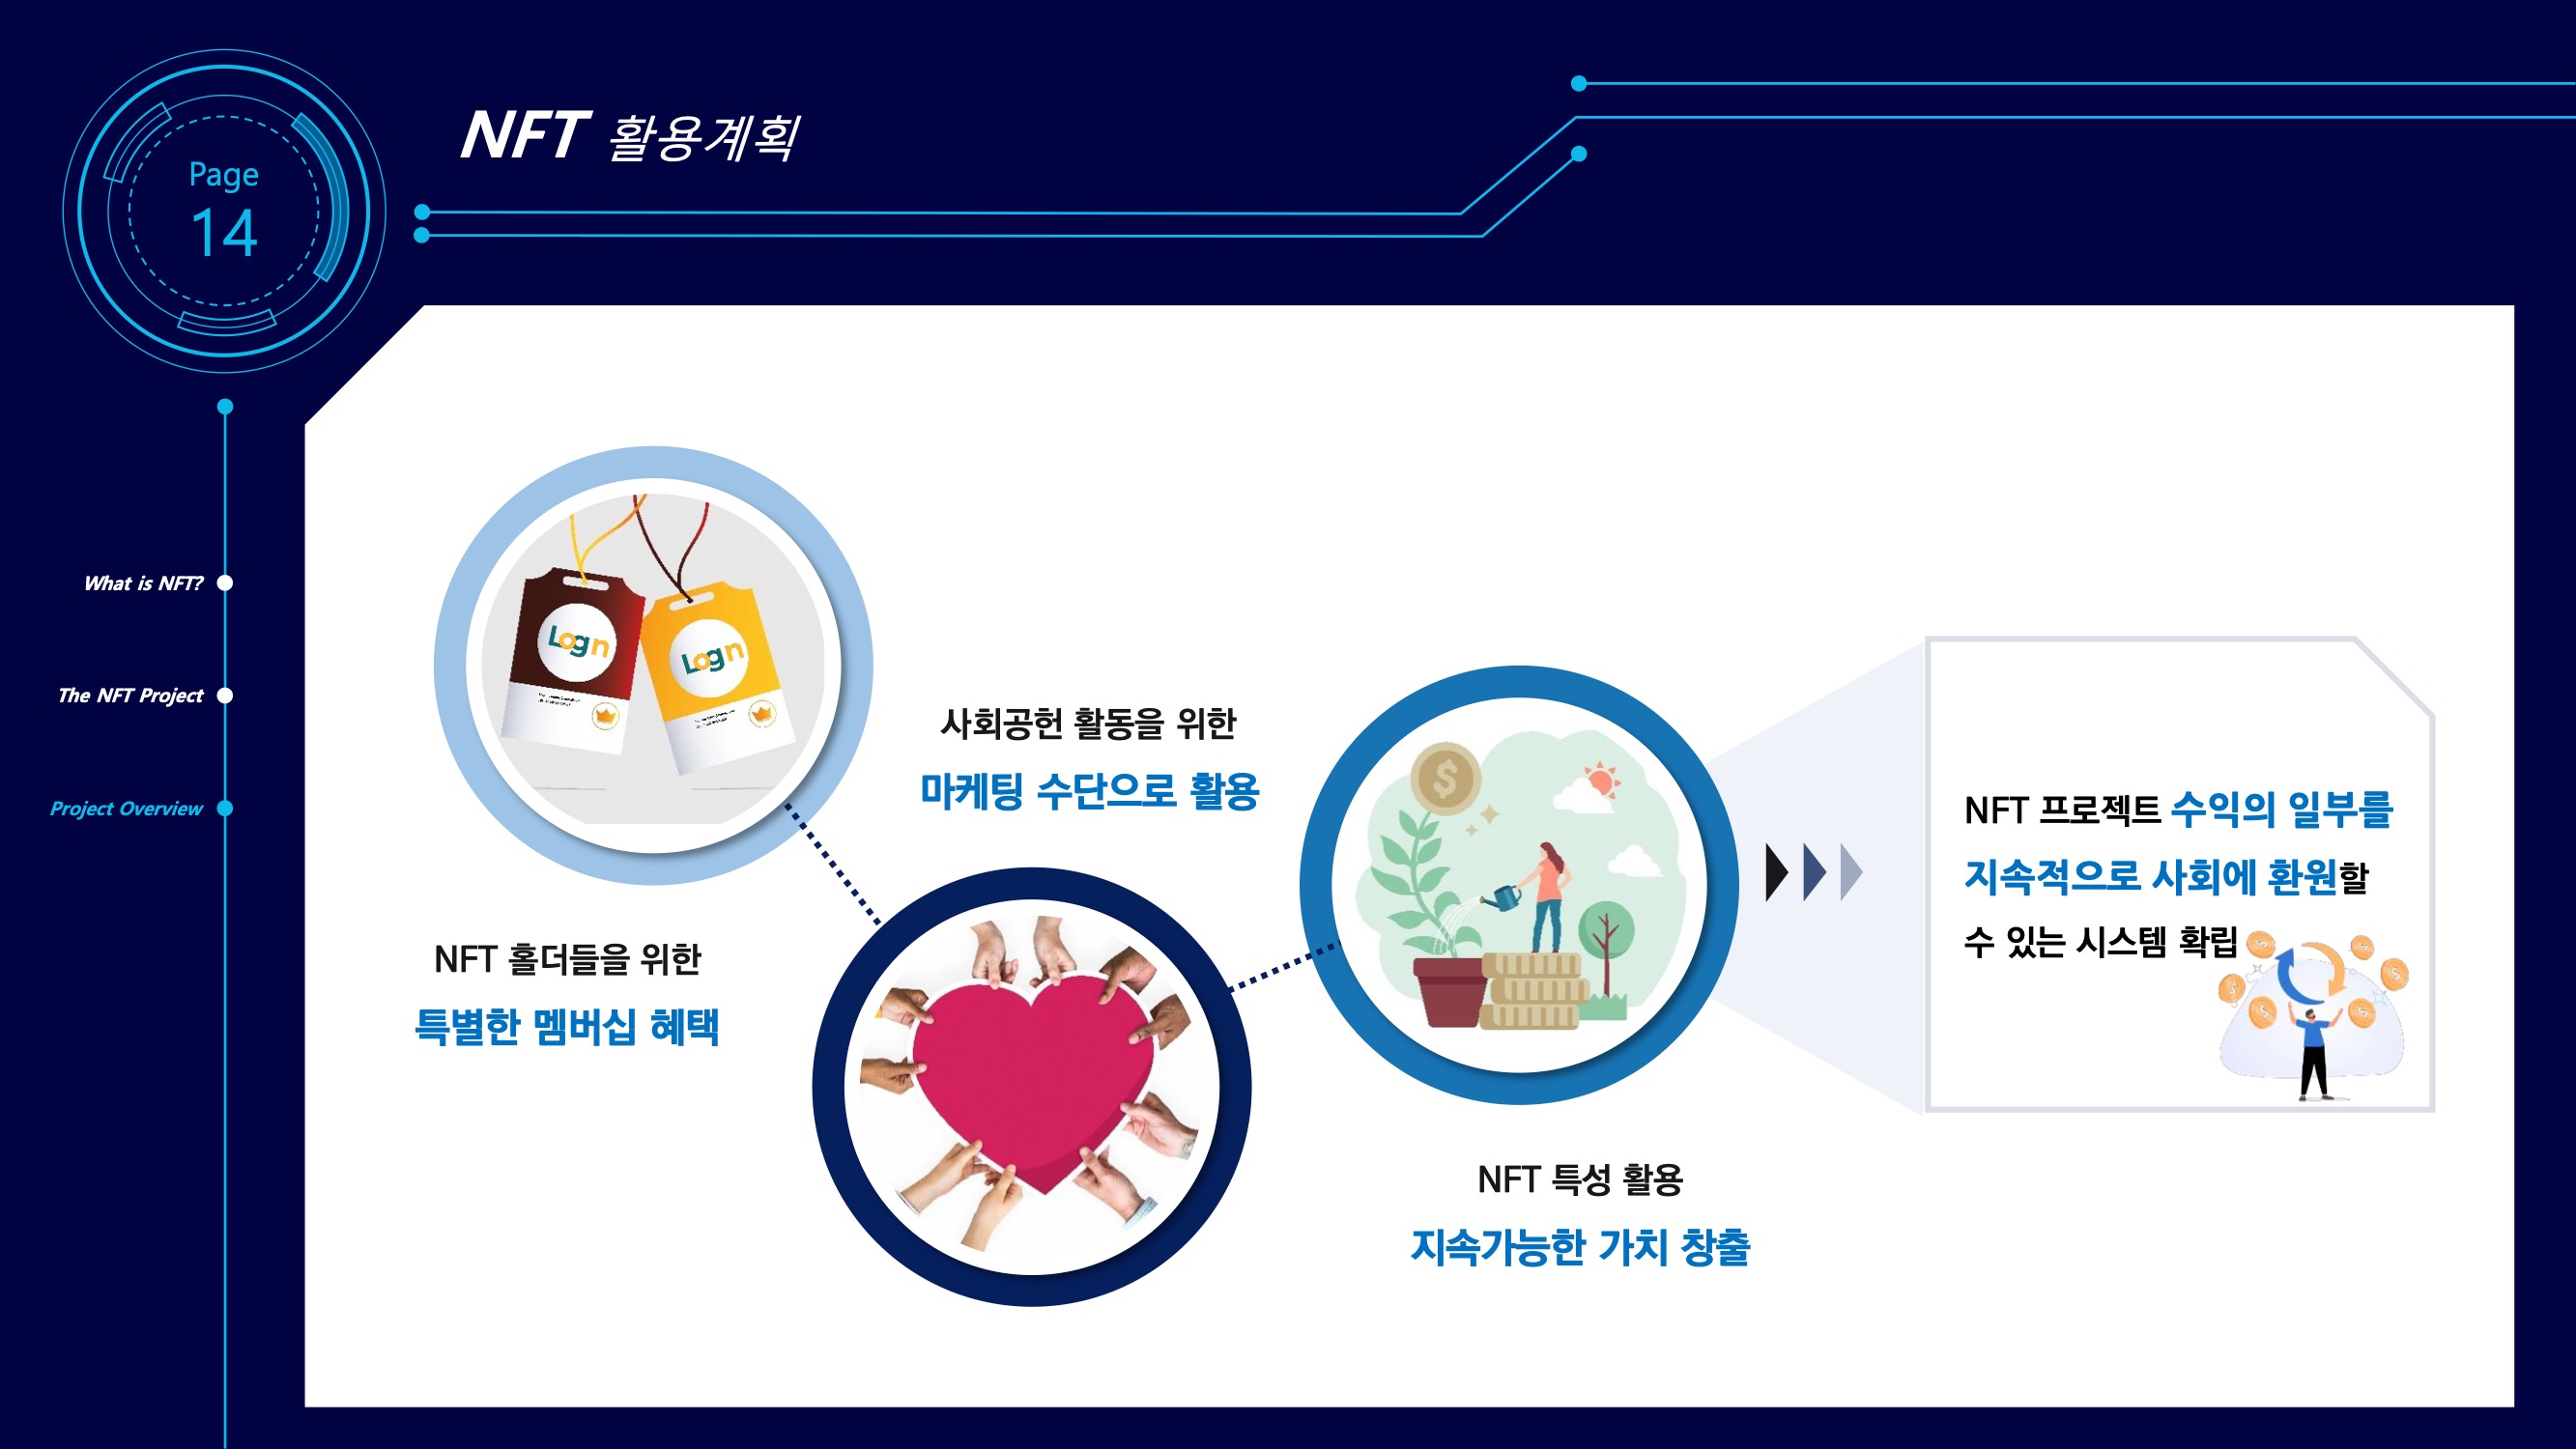 Page
14
NFT 활용계획
What is NFT?
The NFT Project
Project Overview
Logn
Logn
NFT 홀더들을 위한
특별한 멤버십 혜택
사회공헌 활동을 위한
마케팅 수단으로 활용
NFT 특성 활용
지속가능한 가치 창출
NFT 프로젝트 수익의 일부를
지속적으로 사회에 환원할
수 있는 시스템 확립